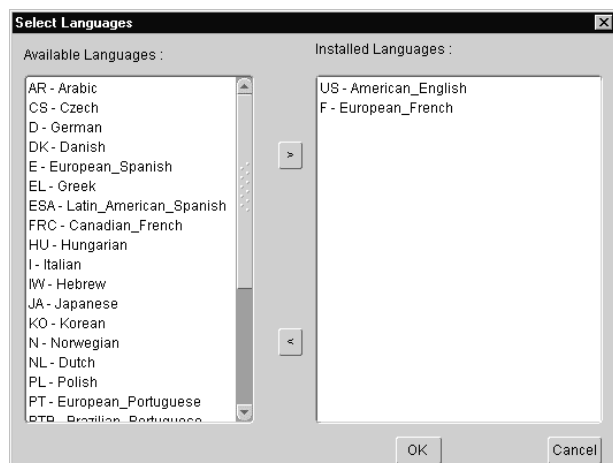 Select Languages
Available Languages :
AR - Arabic
CS - Czech
D - German
DK - Danish
E - European_Spanish
EL - Greek
ESA - Latin_American_Spanish
FRC - Canadian_French
HU - Hungarian
I - Italian
IW - Hebrew
JA - Japanese
KO - Korean
N - Norwegian
NL - Dutch
PL - Polish
PT - European_Portuguese
PTB - Brazilian_Portuguese
>
<
Installed Languages :
US - American_English
F - European_French
OK
Cancel